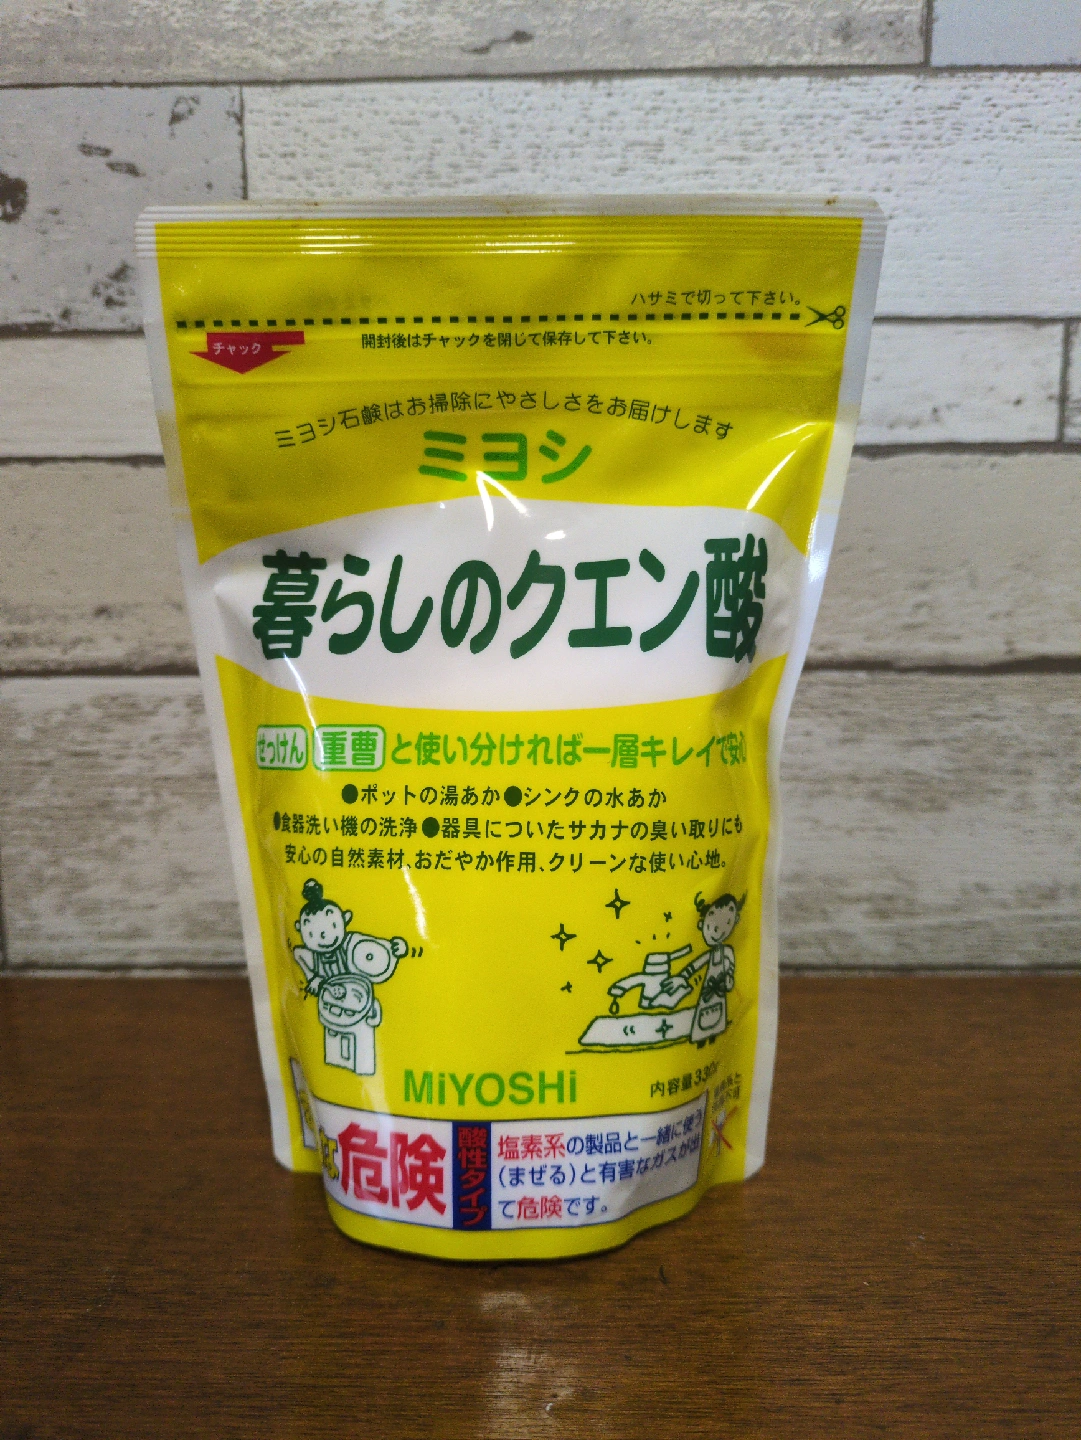 ハサミで切って下さい。
チャック
開封後はチャックを閉じて保存して下さい。
ミヨシ石鹸はお掃除にやさしさをお届けします
ミヨシ
暮らしのクエン酸
せっけん 重曹 と使い分ければ一層キレイで安心
●ポットの湯あか●シンクの水あか
●食器洗い機の洗浄●器具についたサカナの臭い取りにも
安心の自然素材、おだやか作用、クリーンな使い心地。
MiYOSHi
内容量330g
危険
酸性タイプ
塩素系の製品と一緒に使う
(まぜる)と有害なガスが出
て危険です。